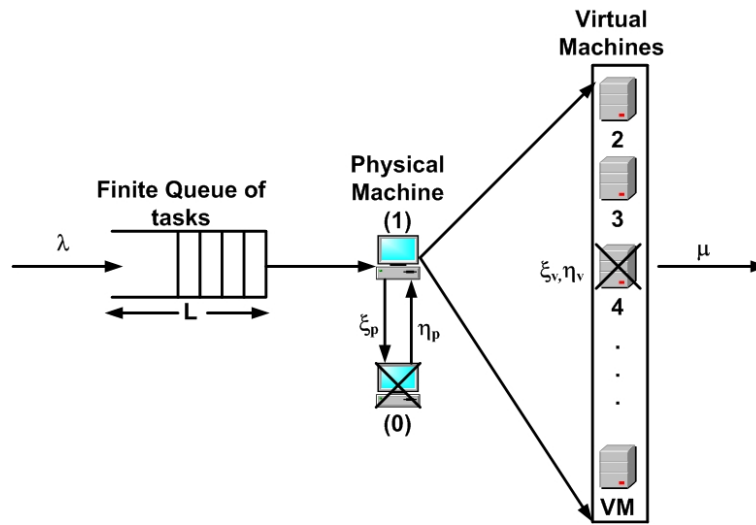 Virtual
Machines
2
Physical
Machine
(1)
Finite Queue of
tasks
3
λ
ξv,ηv
μ
4
L
ξp
ηp
.
.
.
(0)
VM